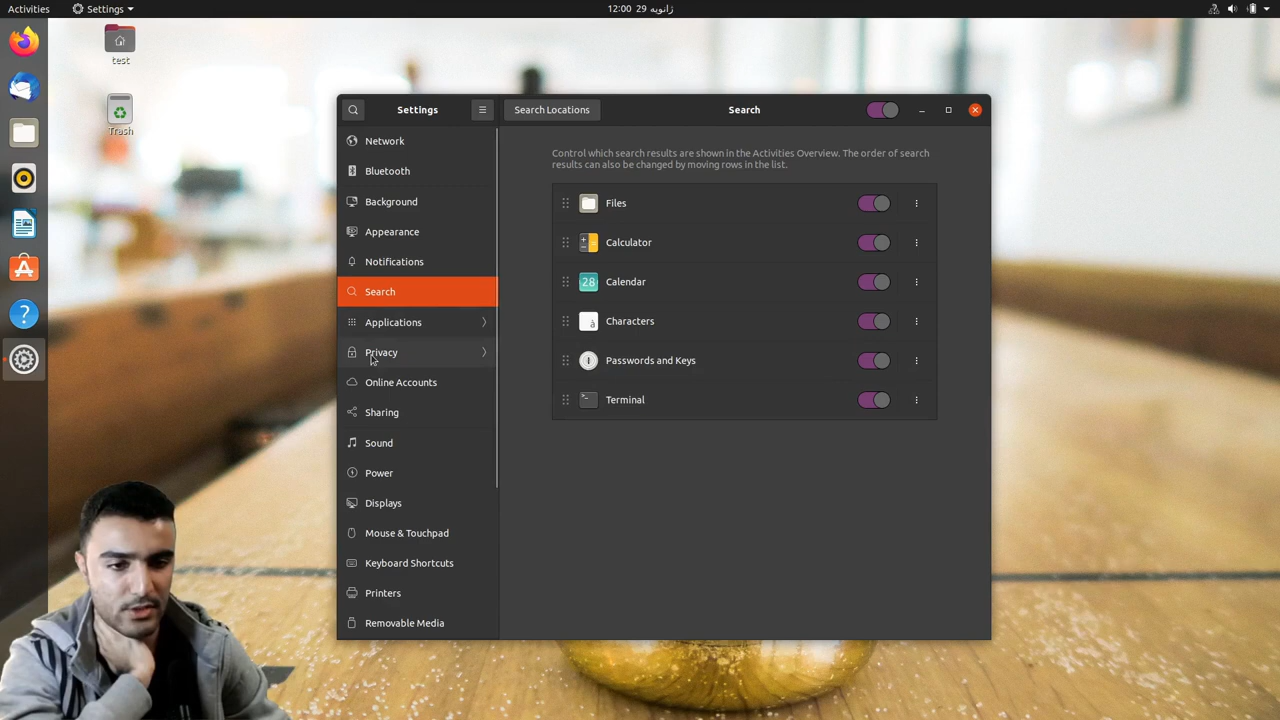 Activities
Settings
ژانویه 29  12:00
test
Trash
Settings
Search Locations
Search
Network
Bluetooth
Background
Appearance
Notifications
Search
Applications
Privacy
Online Accounts
Sharing
Sound
Power
Displays
Mouse & Touchpad
Keyboard Shortcuts
Printers
Removable Media
Control which search results are shown in the Activities Overview. The order of search
results can also be changed by moving rows in the list.
Files
Calculator
28
Calendar
Characters
Passwords and Keys
Terminal